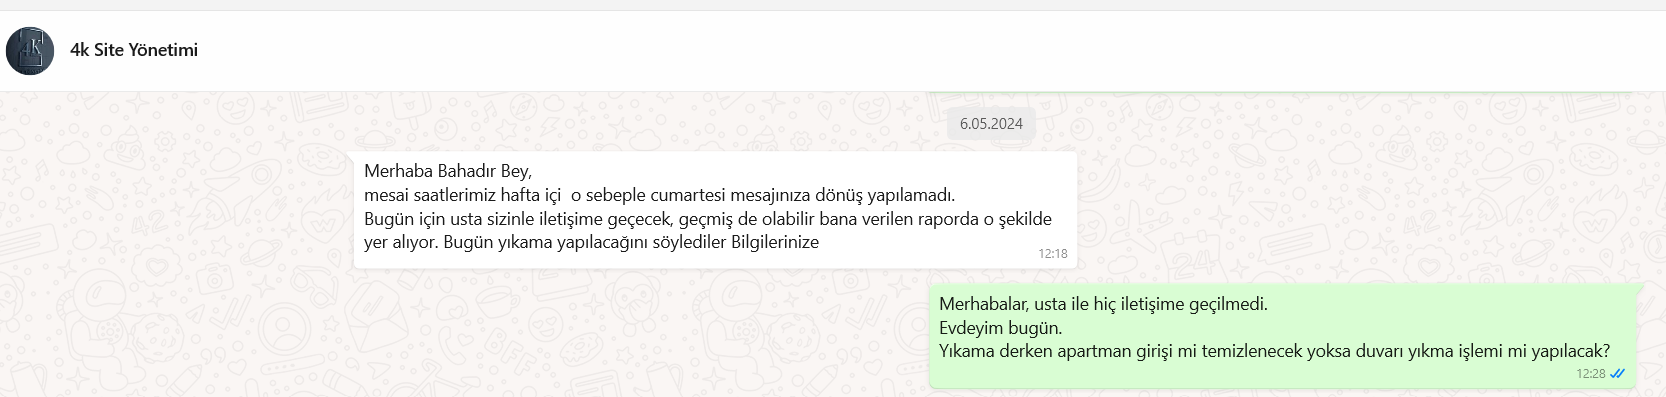 4K
4k Site Yönetimi
6.05.2024
Merhaba Bahadır Bey,
mesai saatlerimiz hafta içi  o sebeple cumartesi mesajınıza dönüş yapılamadı.
Bugün için usta sizinle iletişime geçecek, geçmiş de olabilir bana verilen raporda o şekilde
yer alıyor. Bugün yıkama yapılacağını söylediler Bilgilerinize
12:18
Merhabalar, usta ile hiç iletişime geçilmedi.
Evdeyim bugün.
Yıkama derken apartman girişi mi temizlenecek yoksa duvarı yıkma işlemi mi yapılacak?
12:28